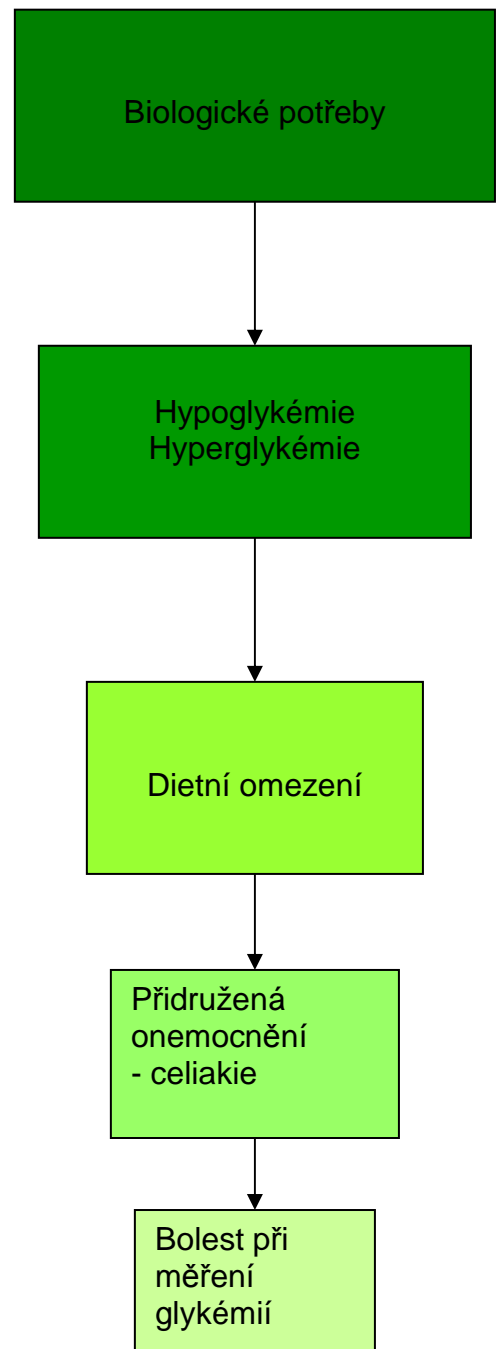 Biologické potřeby
Hypoglykémie
Hyperglykémie
Dietní omezení
Přidružená
onemocnění
- celiakie
Bolest při
měření
glykémií